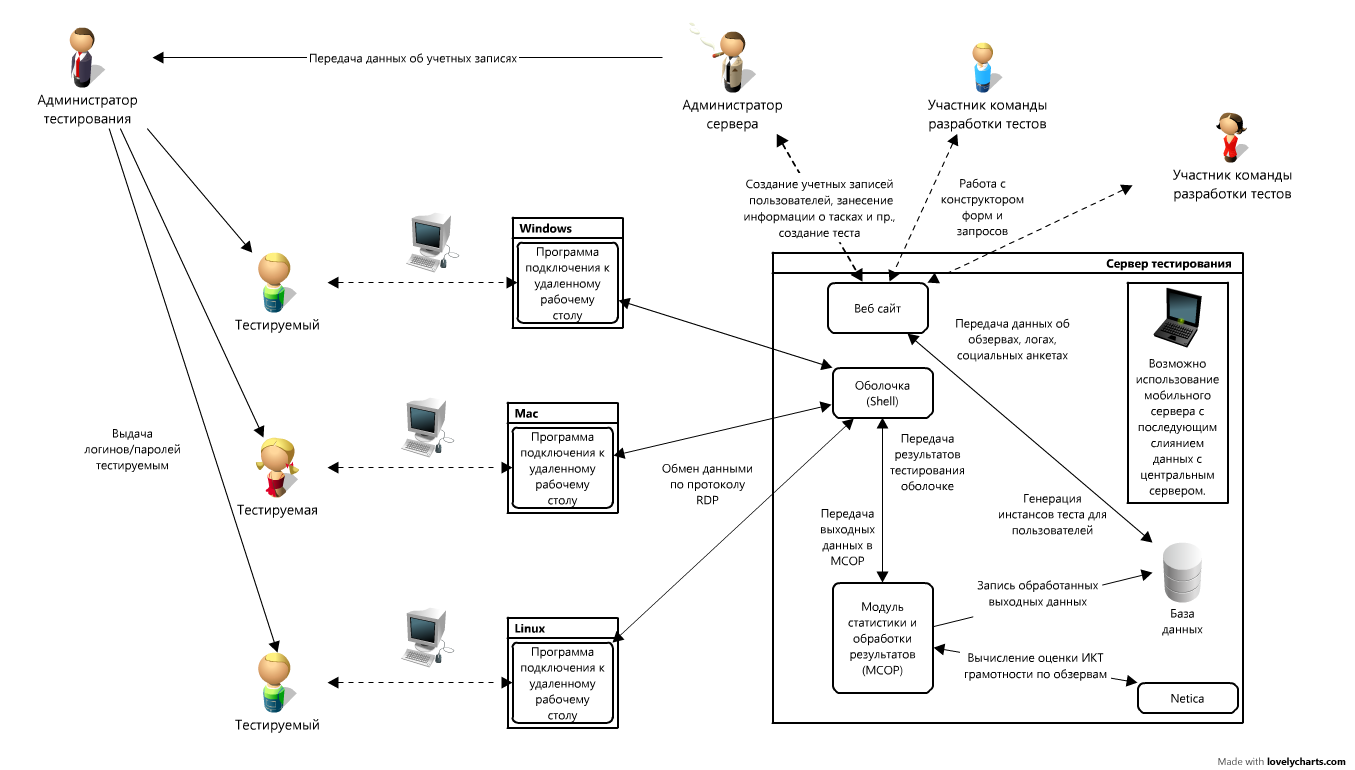 Администратор
тестирования
Передача данных об учетных записях
Администратор
сервера
Участник команды
разработки тестов
Участник команды
разработки тестов
Создание учетных записей
пользователей, занесение
информации о тасках и пр.,
создание теста
Работа с
конструктором
форм и
запросов
Выдача
логинов/паролей
тестируемым
Тестируемый
Тестируемая
Тестируемый
Windows
Программа
подключения к
удаленному
рабочему
столу
Mac
Программа
подключения к
удаленному
рабочему
столу
Linux
Программа
подключения к
удаленному
рабочему
столу
Обмен данными
по протоколу
RDP
Сервер тестирования
Веб сайт
Передача данных об
обзервах, логах,
социальных анкетах
Возможно
использование
мобильного
сервера с
последующим
слиянием
данных с
центральным
сервером.
Оболочка
(Shell)
Передача
результатов
тестирования
оболочке
Передача
выходных
данных в
МСОР
Генерация
инстансов теста для
пользователей
База
данных
Модуль
статистики и
обработки
результатов
(МСОР)
Запись обработанных
выходных данных
Вычисление оценки ИКТ
грамотности по обзервам
Netica
Made with lovelycharts.com